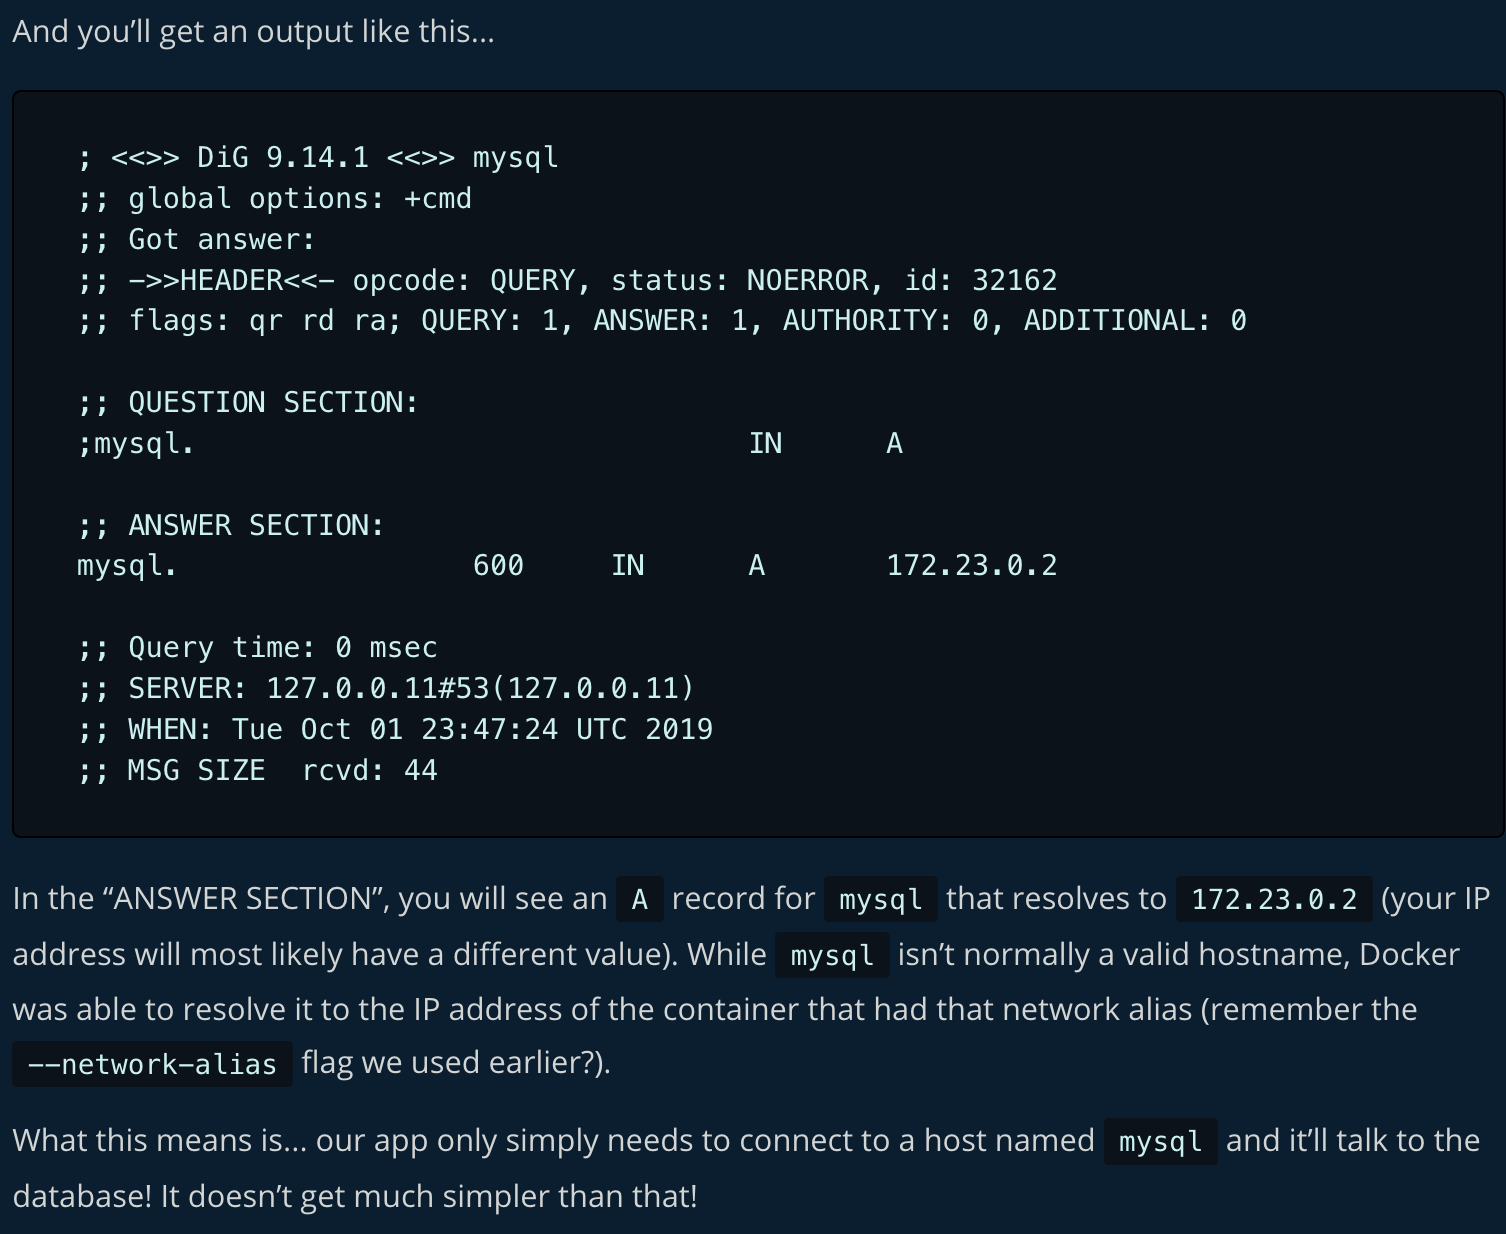 And you’ll get an output like this…
; <<>> DiG 9.14.1 <<>> mysql
;; global options: +cmd
;; Got answer:
;; ->>HEADER<<- opcode: QUERY, status: NOERROR, id: 32162
;; flags: qr rd ra; QUERY: 1, ANSWER: 1, AUTHORITY: 0, ADDITIONAL: 0
;; QUESTION SECTION:
;mysql. IN A
;; ANSWER SECTION:
mysql. 600 IN A 172.23.0.2
;; Query time: 0 msec
;; SERVER: 127.0.0.11#53(127.0.0.11)
;; WHEN: Tue Oct 01 23:47:24 UTC 2019
;; MSG SIZE  rcvd: 44
In the “ANSWER SECTION”, you will see an A record for mysql that resolves to 172.23.0.2 (your IP
address will most likely have a different value). While mysql isn’t normally a valid hostname, Docker
was able to resolve it to the IP address of the container that had that network alias (remember the
--network-alias flag we used earlier?).
What this means is… our app only simply needs to connect to a host named mysql and it’ll talk to the
database! It doesn’t get much simpler than that!